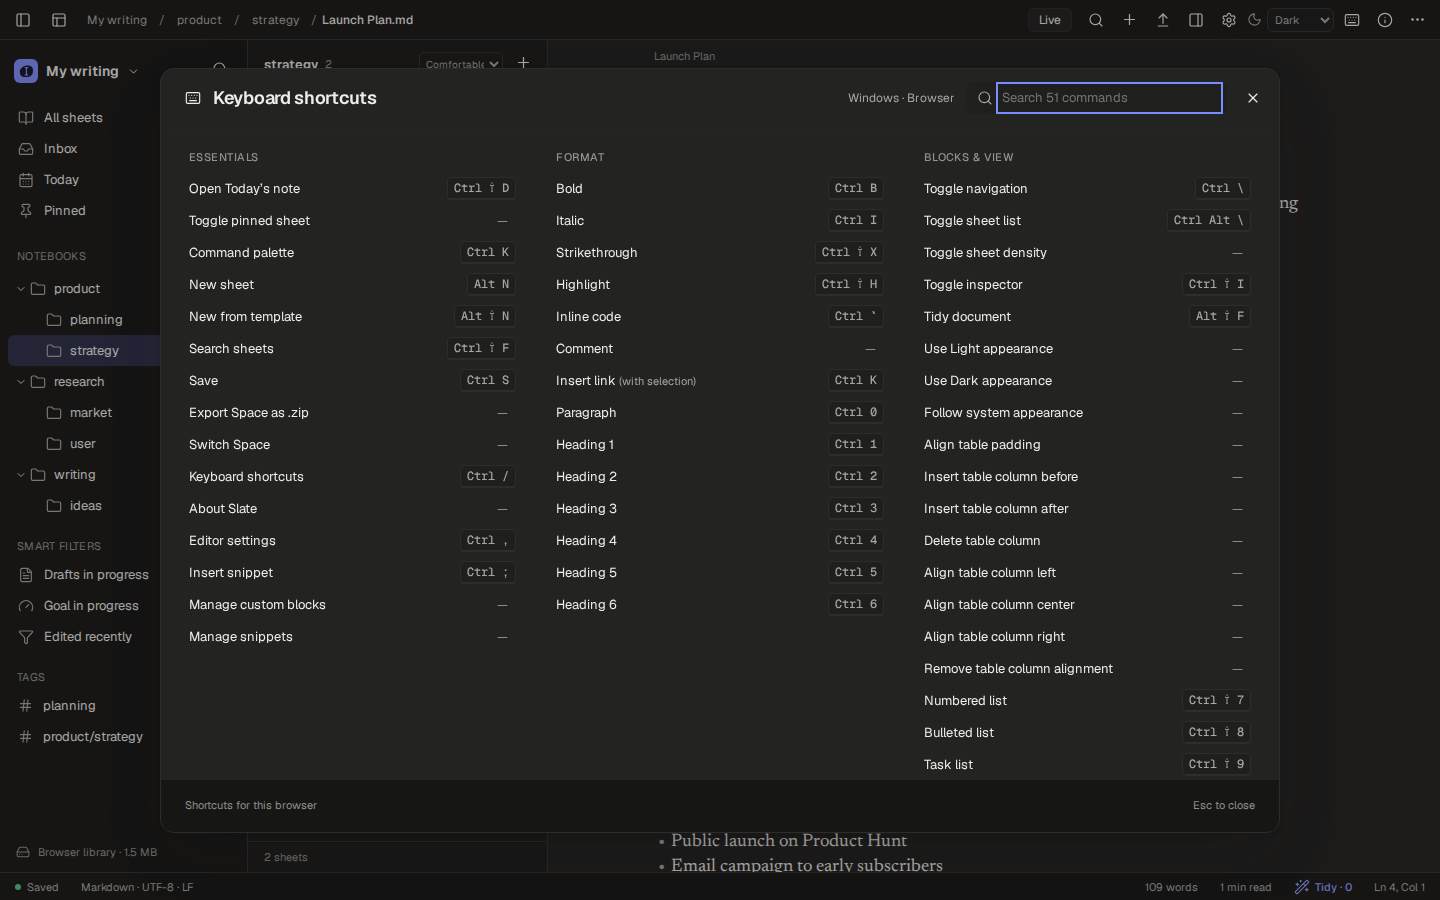 My writing / product / strategy / Launch Plan.md
Live
Dark
My writing
strategy 2
Comfortable
Launch Plan
All sheets
Inbox
Today
Pinned
NOTEBOOKS
product
planning
strategy
research
market
user
writing
ideas
SMART FILTERS
Drafts in progress
Goal in progress
Edited recently
TAGS
# planning
# product/strategy
Browser library · 1.5 MB
Keyboard shortcuts
Windows · Browser
Search 51 commands
ESSENTIALS
Open Today's note Ctrl ⇧ D
Toggle pinned sheet —
Command palette Ctrl K
New sheet Alt N
New from template Alt ⇧ N
Search sheets Ctrl ⇧ F
Save Ctrl S
Export Space as .zip —
Switch Space —
Keyboard shortcuts Ctrl /
About Slate —
Editor settings Ctrl ,
Insert snippet Ctrl ;
Manage custom blocks —
Manage snippets —
FORMAT
Bold Ctrl B
Italic Ctrl I
Strikethrough Ctrl ⇧ X
Highlight Ctrl ⇧ H
Inline code Ctrl `
Comment —
Insert link (with selection) Ctrl K
Paragraph Ctrl 0
Heading 1 Ctrl 1
Heading 2 Ctrl 2
Heading 3 Ctrl 3
Heading 4 Ctrl 4
Heading 5 Ctrl 5
Heading 6 Ctrl 6
BLOCKS & VIEW
Toggle navigation Ctrl \
Toggle sheet list Ctrl Alt \
Toggle sheet density —
Toggle inspector Ctrl ⇧ I
Tidy document Alt ⇧ F
Use Light appearance —
Use Dark appearance —
Follow system appearance —
Align table padding —
Insert table column before —
Insert table column after —
Delete table column —
Align table column left —
Align table column center —
Align table column right —
Remove table column alignment —
Numbered list Ctrl ⇧ 7
Bulleted list Ctrl ⇧ 8
Task list Ctrl ⇧ 9
Shortcuts for this browser
Esc to close
ng
• Public launch on Product Hunt
• Email campaign to early subscribers
2 sheets
Saved
Markdown · UTF-8 · LF
109 words
1 min read
Tidy · 0
Ln 4, Col 1